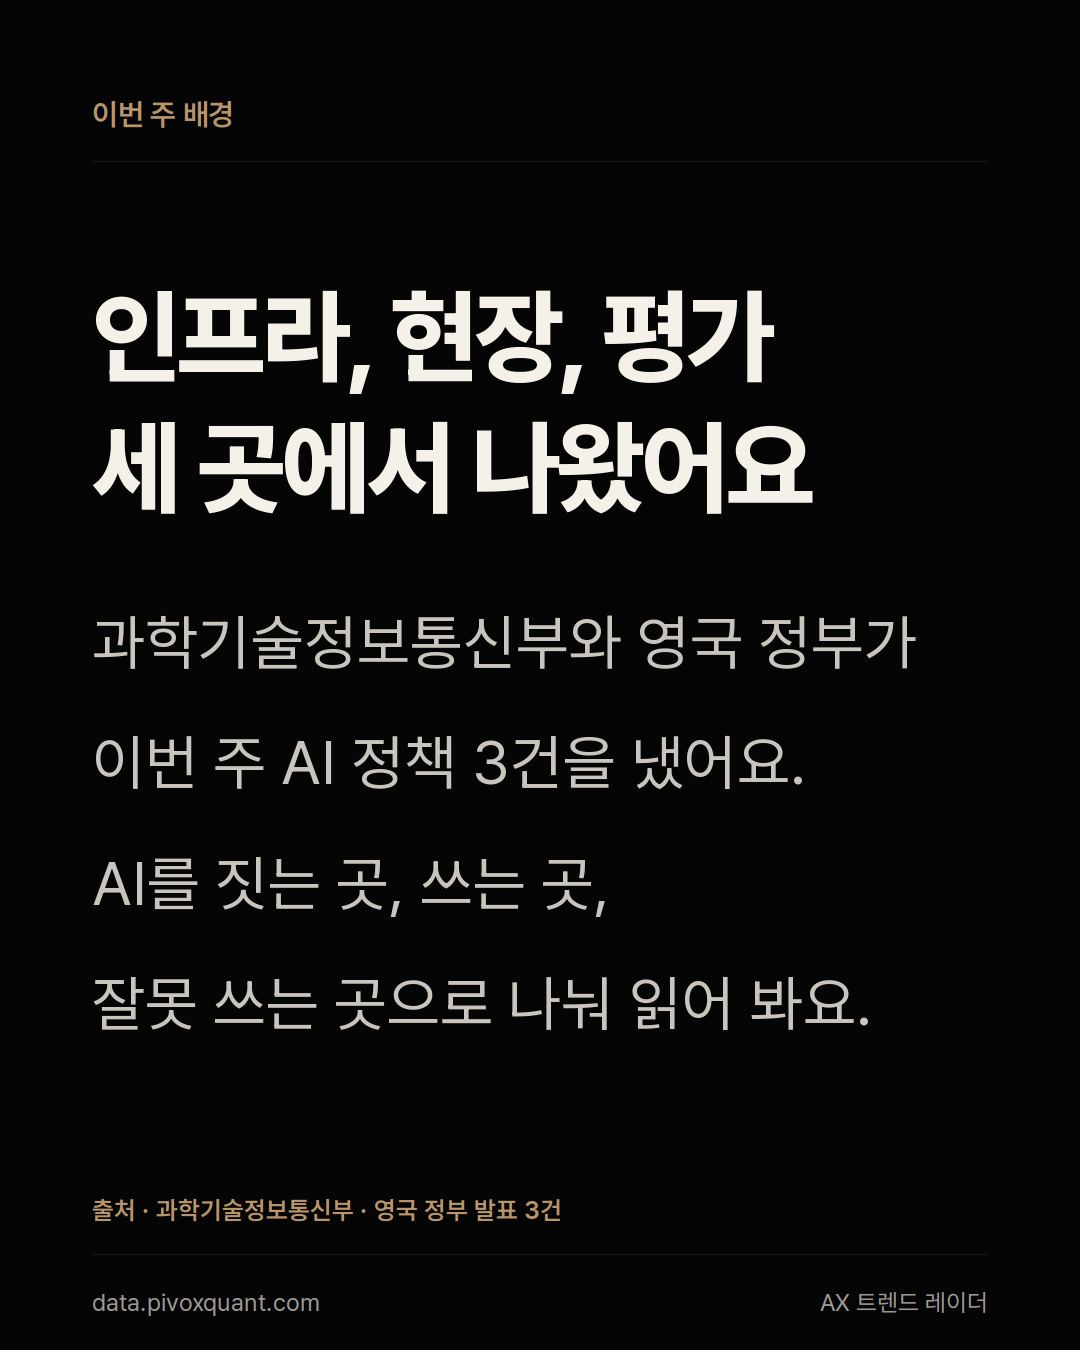 이번 주 배경
인프라, 현장, 평가
세 곳에서 나왔어요
과학기술정보통신부와 영국 정부가
이번 주 AI 정책 3건을 냈어요.
AI를 짓는 곳, 쓰는 곳,
잘못 쓰는 곳으로 나눠 읽어 봐요.
출처 · 과학기술정보통신부 · 영국 정부 발표 3건
data.pivoxquant.com
AX 트렌드 레이더